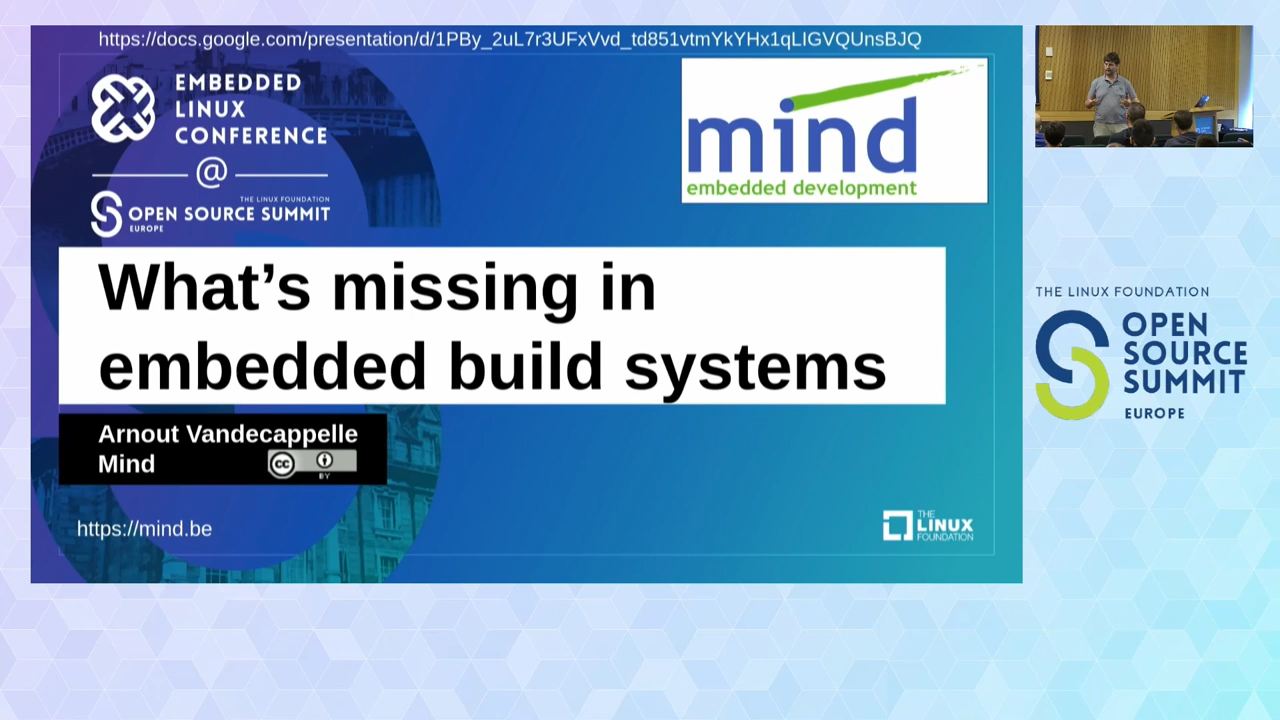 https://docs.google.com/presentation/d/1PBy_2uL7r3UFxVvd_td851vtmYkYHx1qLIGVQUnsBJQ
EMBEDDED
LINUX
CONFERENCE
@
THE LINUX FOUNDATION
OPEN SOURCE SUMMIT
EUROPE
mind
embedded development
What’s missing in
embedded build systems
Arnout Vandecappelle
Mind
cc
BY
https://mind.be
THE
LINUX
FOUNDATION
THE LINUX FOUNDATION
OPEN
SOURCE
SUMMIT
EUROPE